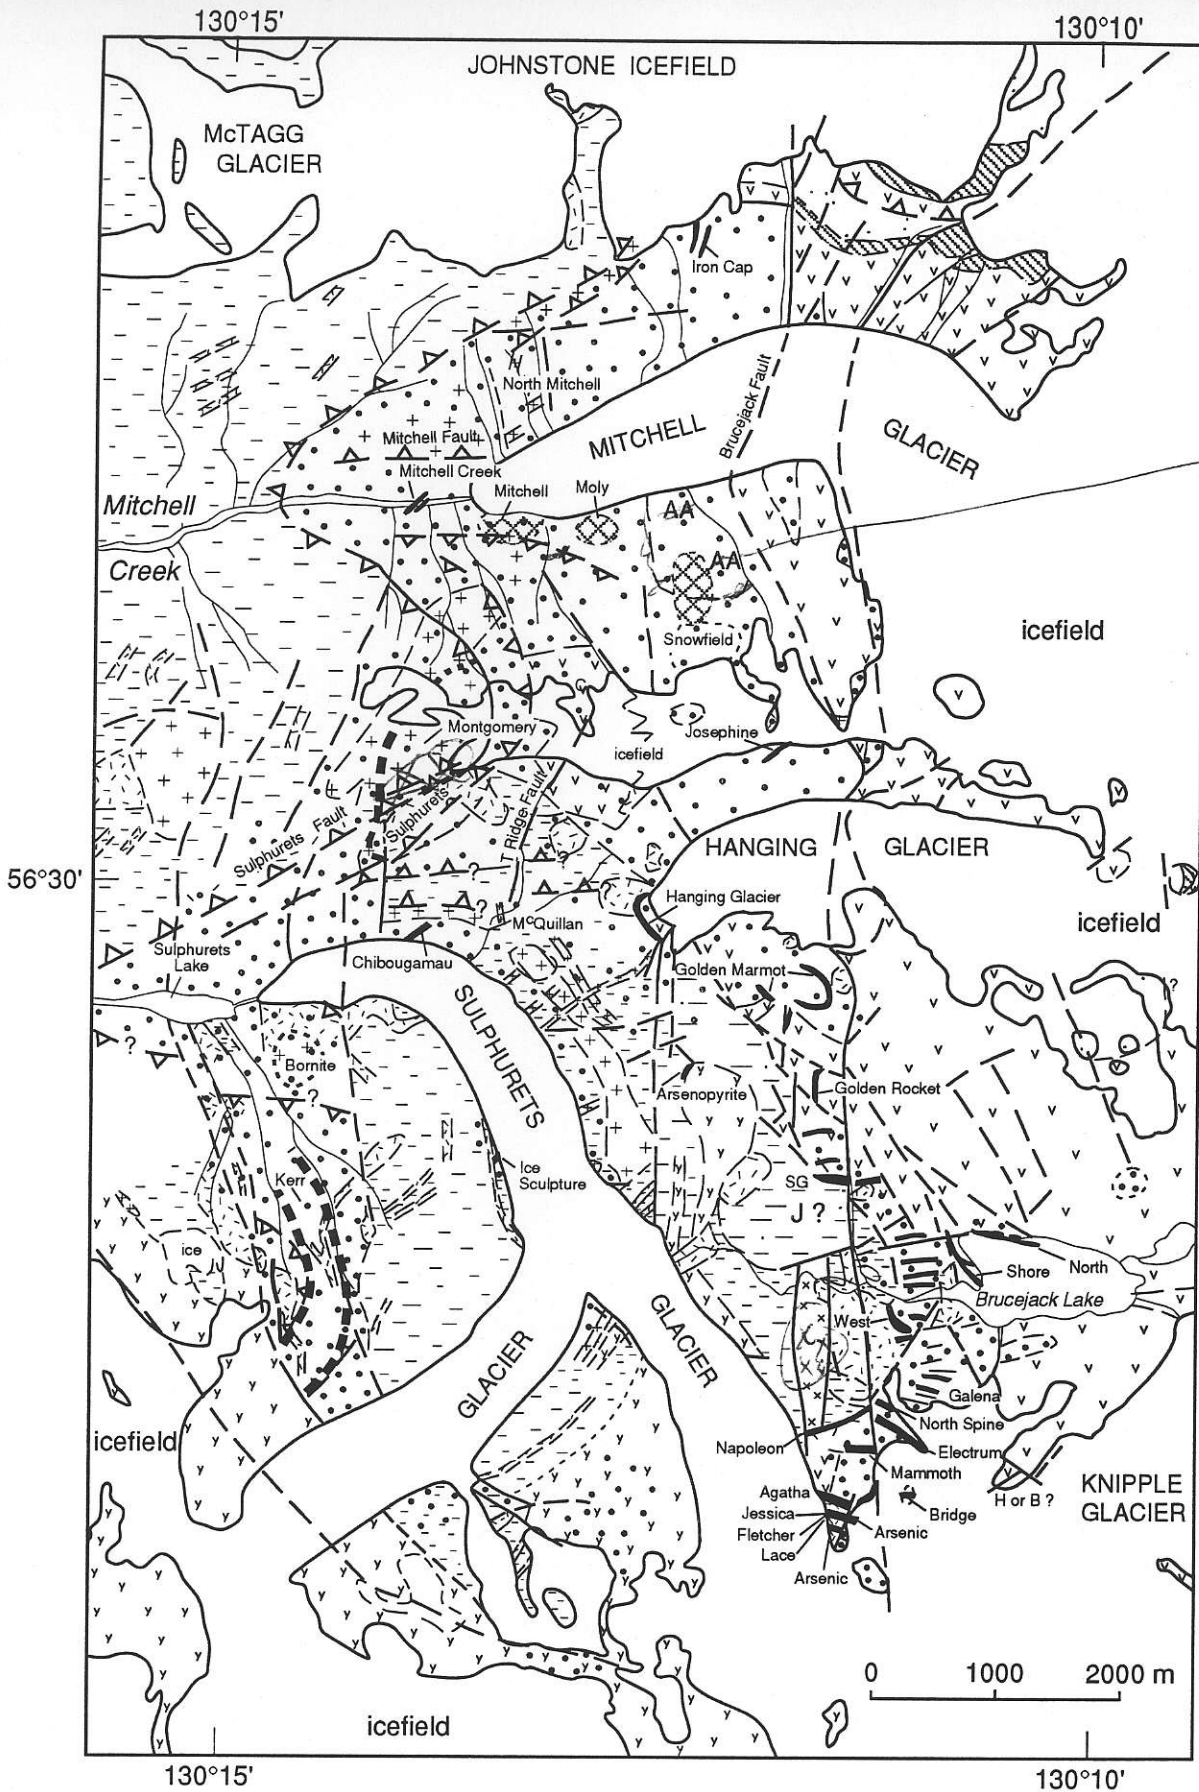 130°15'
130°10'
JOHNSTONE ICEFIELD
McTAGG
GLACIER
Iron Cap
North Mitchell
Brucejack Fault
MITCHELL
GLACIER
Mitchell Fault
Mitchell Creek
Mitchell
Moly
Mitchell
Creek
AA
AA
Snowfield
icefield
Montgomery
icefield
Josephine
Sulphurets
Sulphurets Fault
T Ridge Fault
?
?
?
?
56°30'
HANGING GLACIER
Hanging Glacier
icefield
McQuillan
Sulphurets
Lake
Chibougamau
Golden Marmot
?
SULPHURETS
?
Bornite
?
Arsenopyrite
Golden Rocket
Kerr
Ice
Sculpture
SG
J ?
ice
Shore
North
Brucejack Lake
West
GLACIER
GLACIER
Galena
North Spine
icefield
Napoleon
Electrum
Mammoth
KNIPPLE
GLACIER
H or B ?
Agatha
Bridge
Jessica
Arsenic
Fletcher
Lace
Arsenic
0 1000 2000 m
icefield
130°15'
130°10'